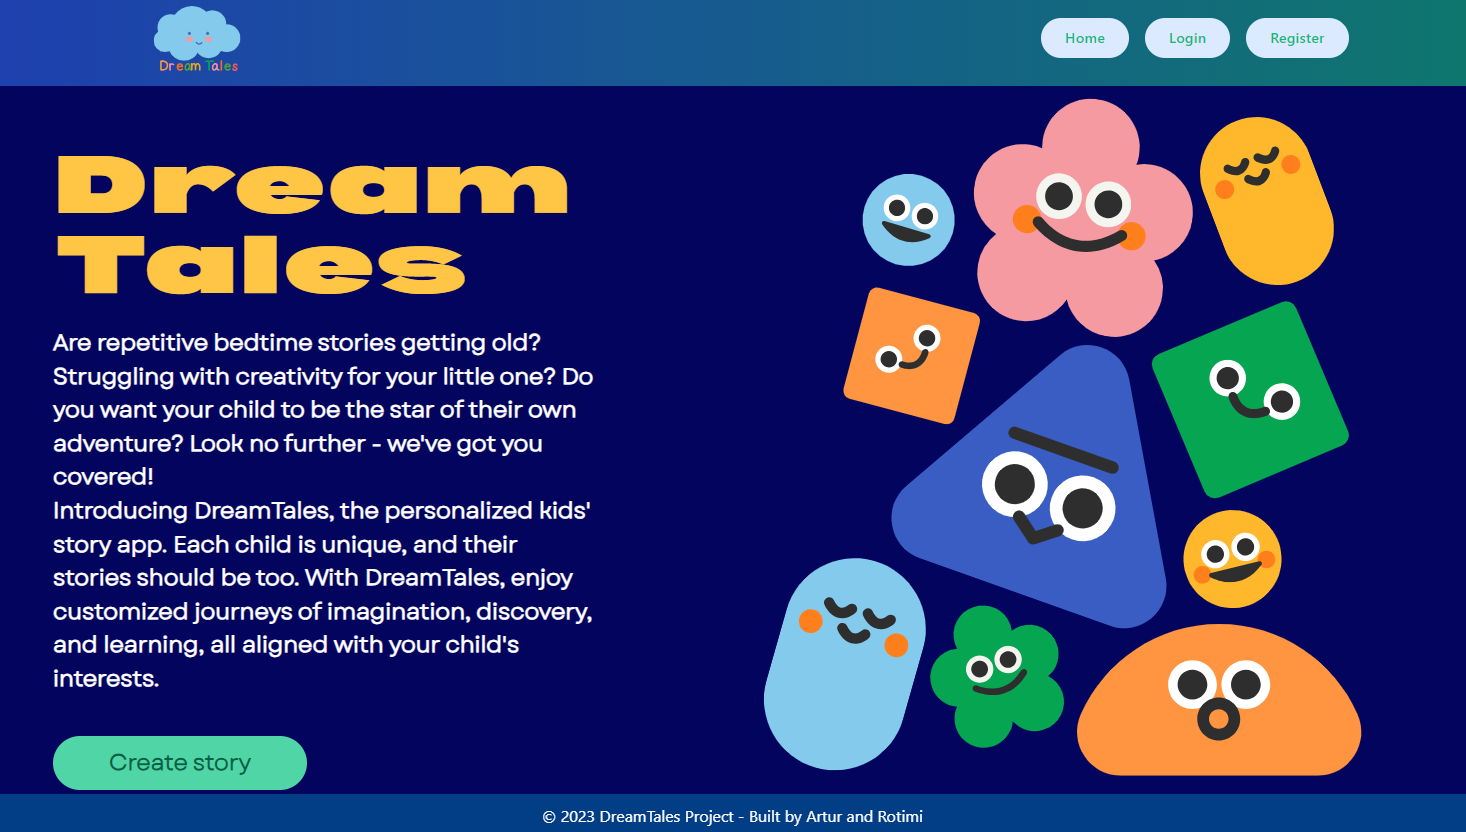 Dream Tales
Home
Login
Register
Dream
Tales
Are repetitive bedtime stories getting old?
Struggling with creativity for your little one? Do
you want your child to be the star of their own
adventure? Look no further - we've got you
covered!
Introducing DreamTales, the personalized kids'
story app. Each child is unique, and their
stories should be too. With DreamTales, enjoy
customized journeys of imagination, discovery,
and learning, all aligned with your child's
interests.
Create story
© 2023 DreamTales Project - Built by Artur and Rotimi